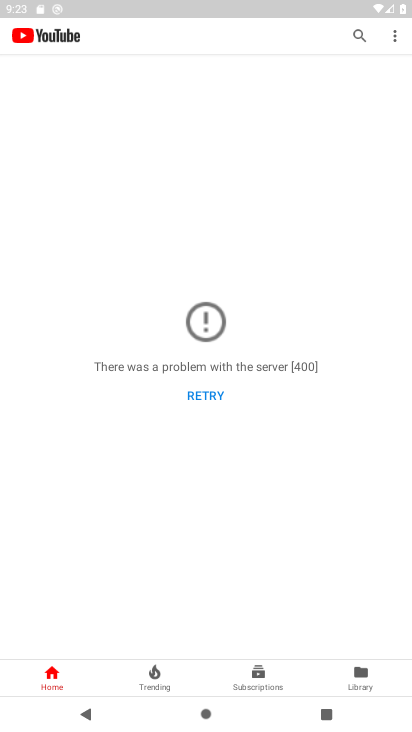 9:23
YouTube
There was a problem with the server [400]
RETRY
Home
Trending
Subscriptions
Library